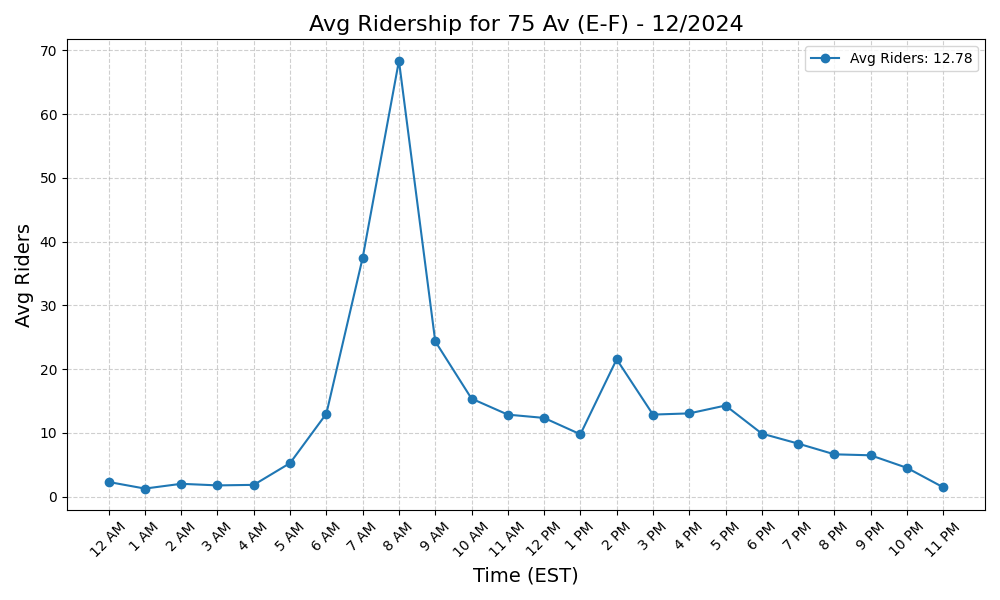 Avg Ridership for 75 Av (E-F) - 12/2024
Avg Riders: 12.78
Avg Riders
70
60
50
40
30
20
10
0
12 AM
1 AM
2 AM
3 AM
4 AM
5 AM
6 AM
7 AM
8 AM
9 AM
10 AM
11 AM
12 PM
1 PM
2 PM
3 PM
4 PM
5 PM
6 PM
7 PM
8 PM
9 PM
10 PM
11 PM
Time (EST)